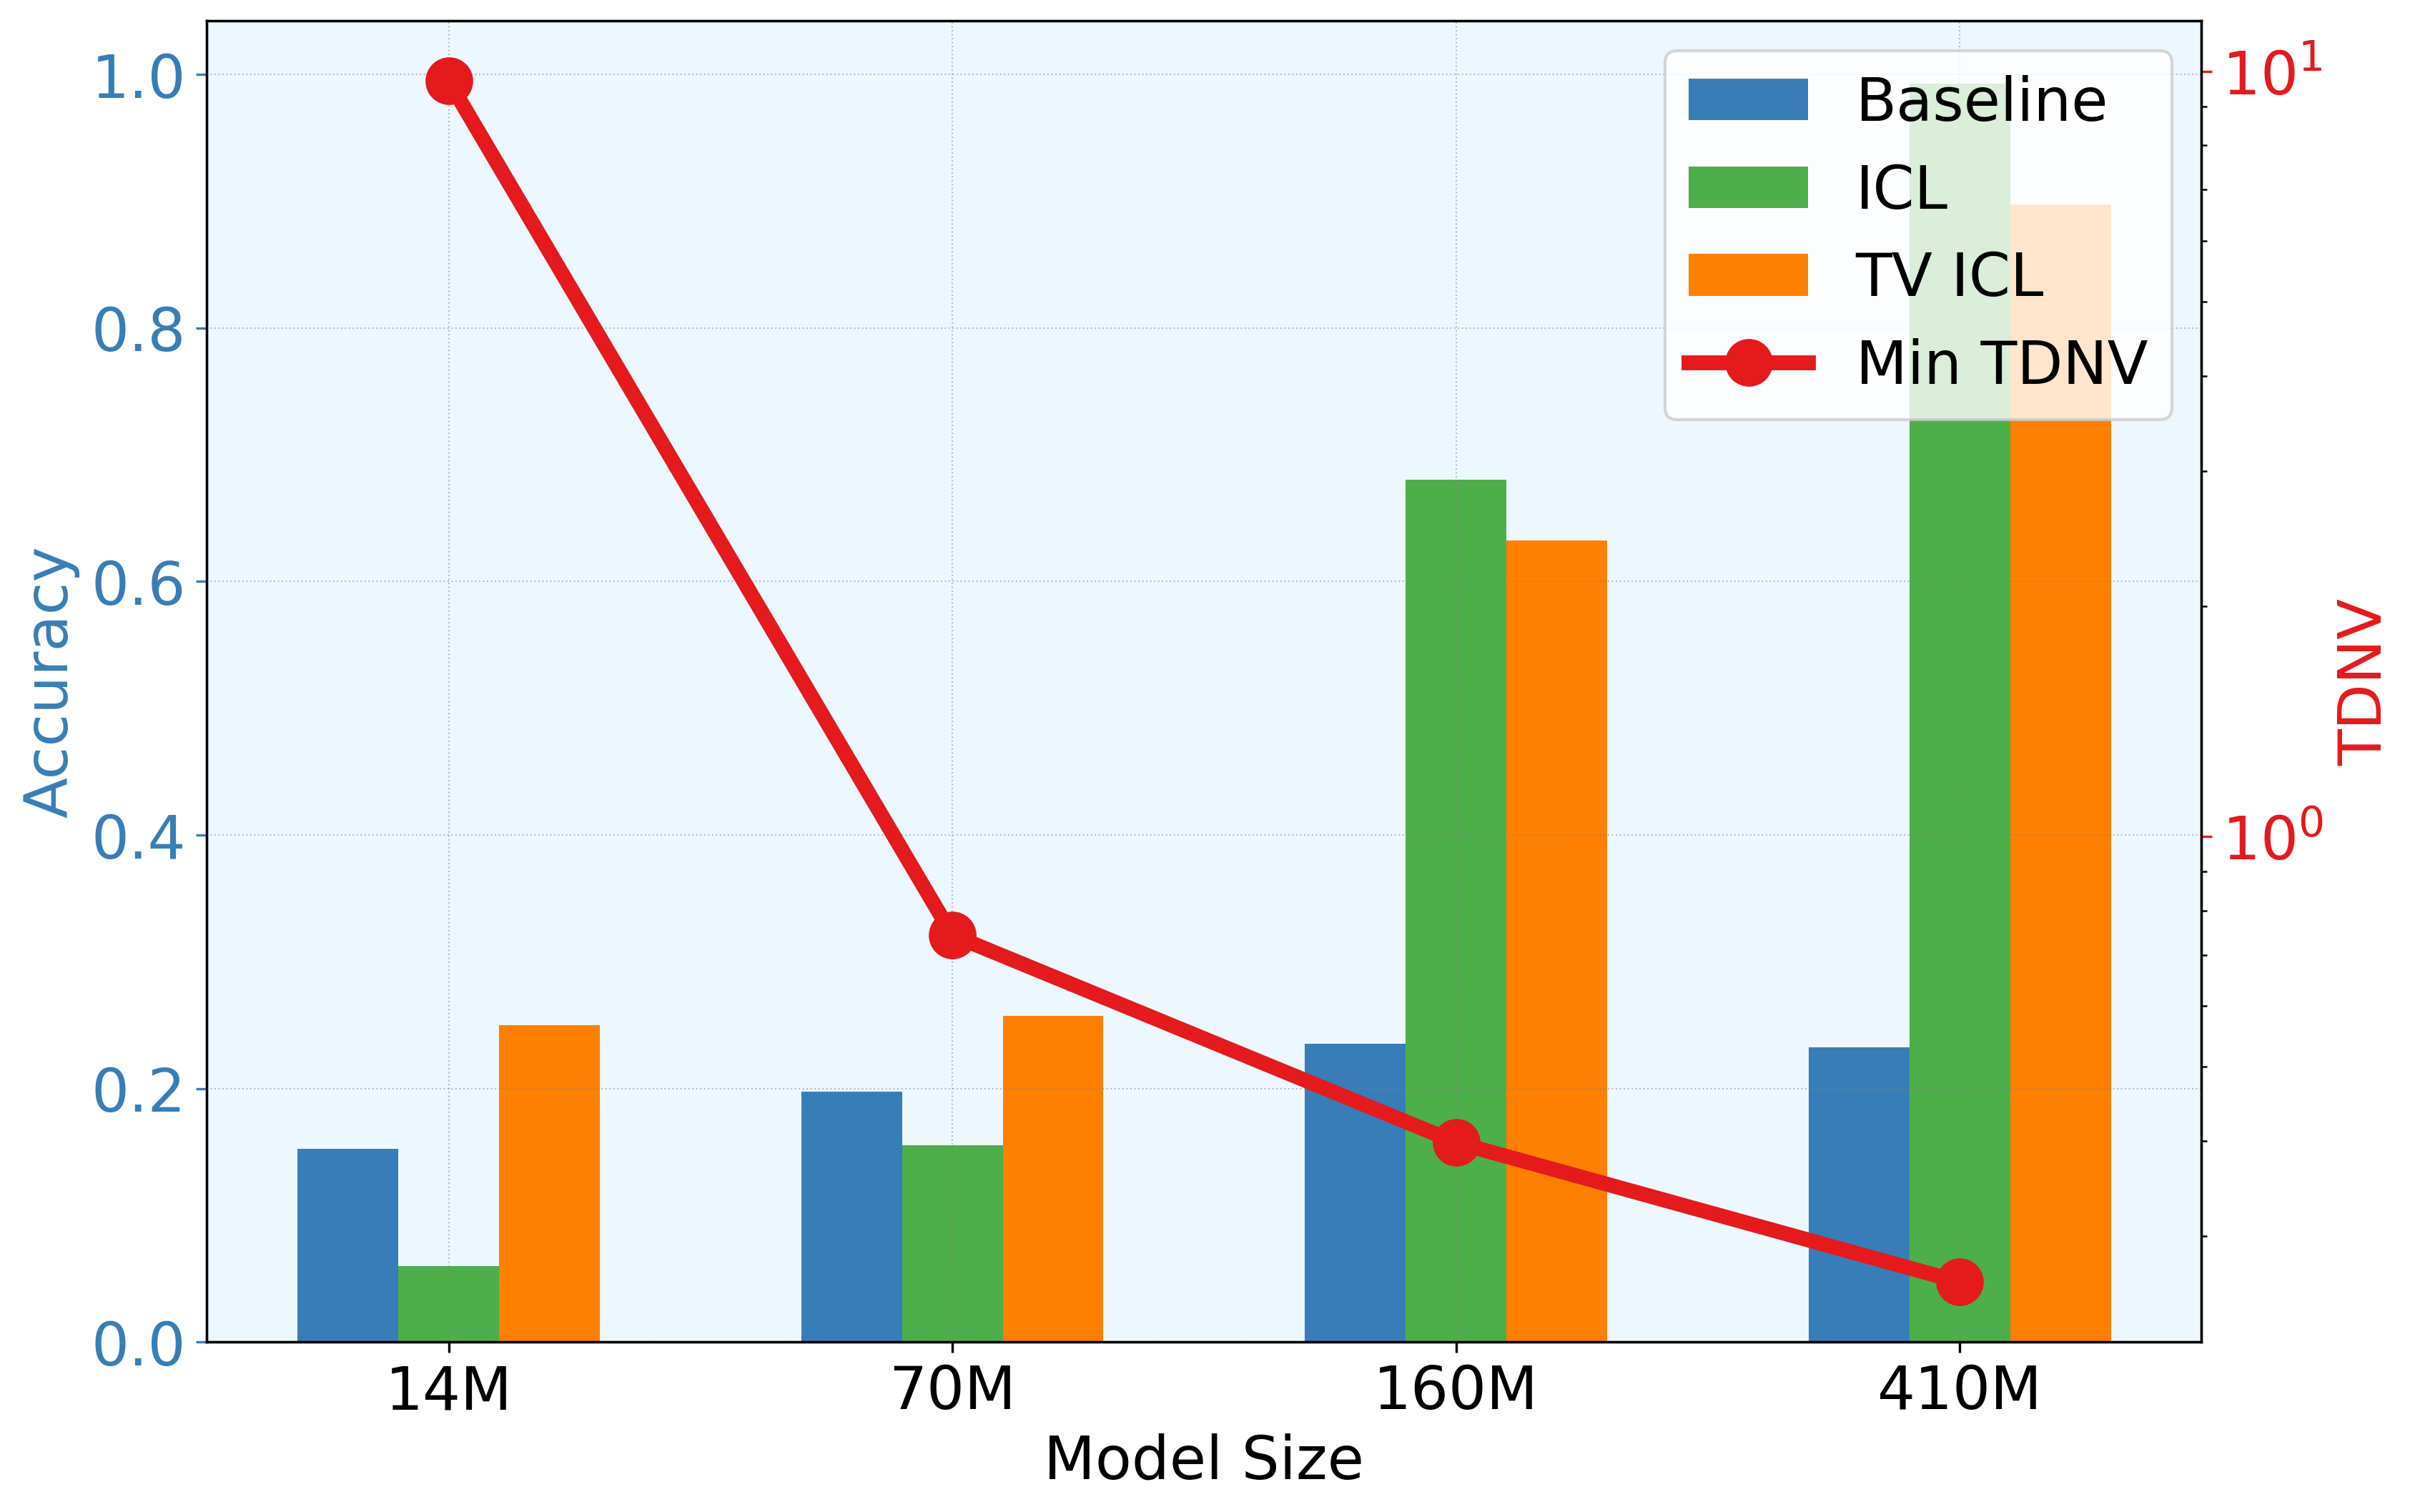 1.0
0.8
0.6
0.4
0.2
0.0
Accuracy
Baseline
ICL
TV ICL
Min TDNV
10¹
10⁰
TDNV
14M
70M
160M
410M
Model Size